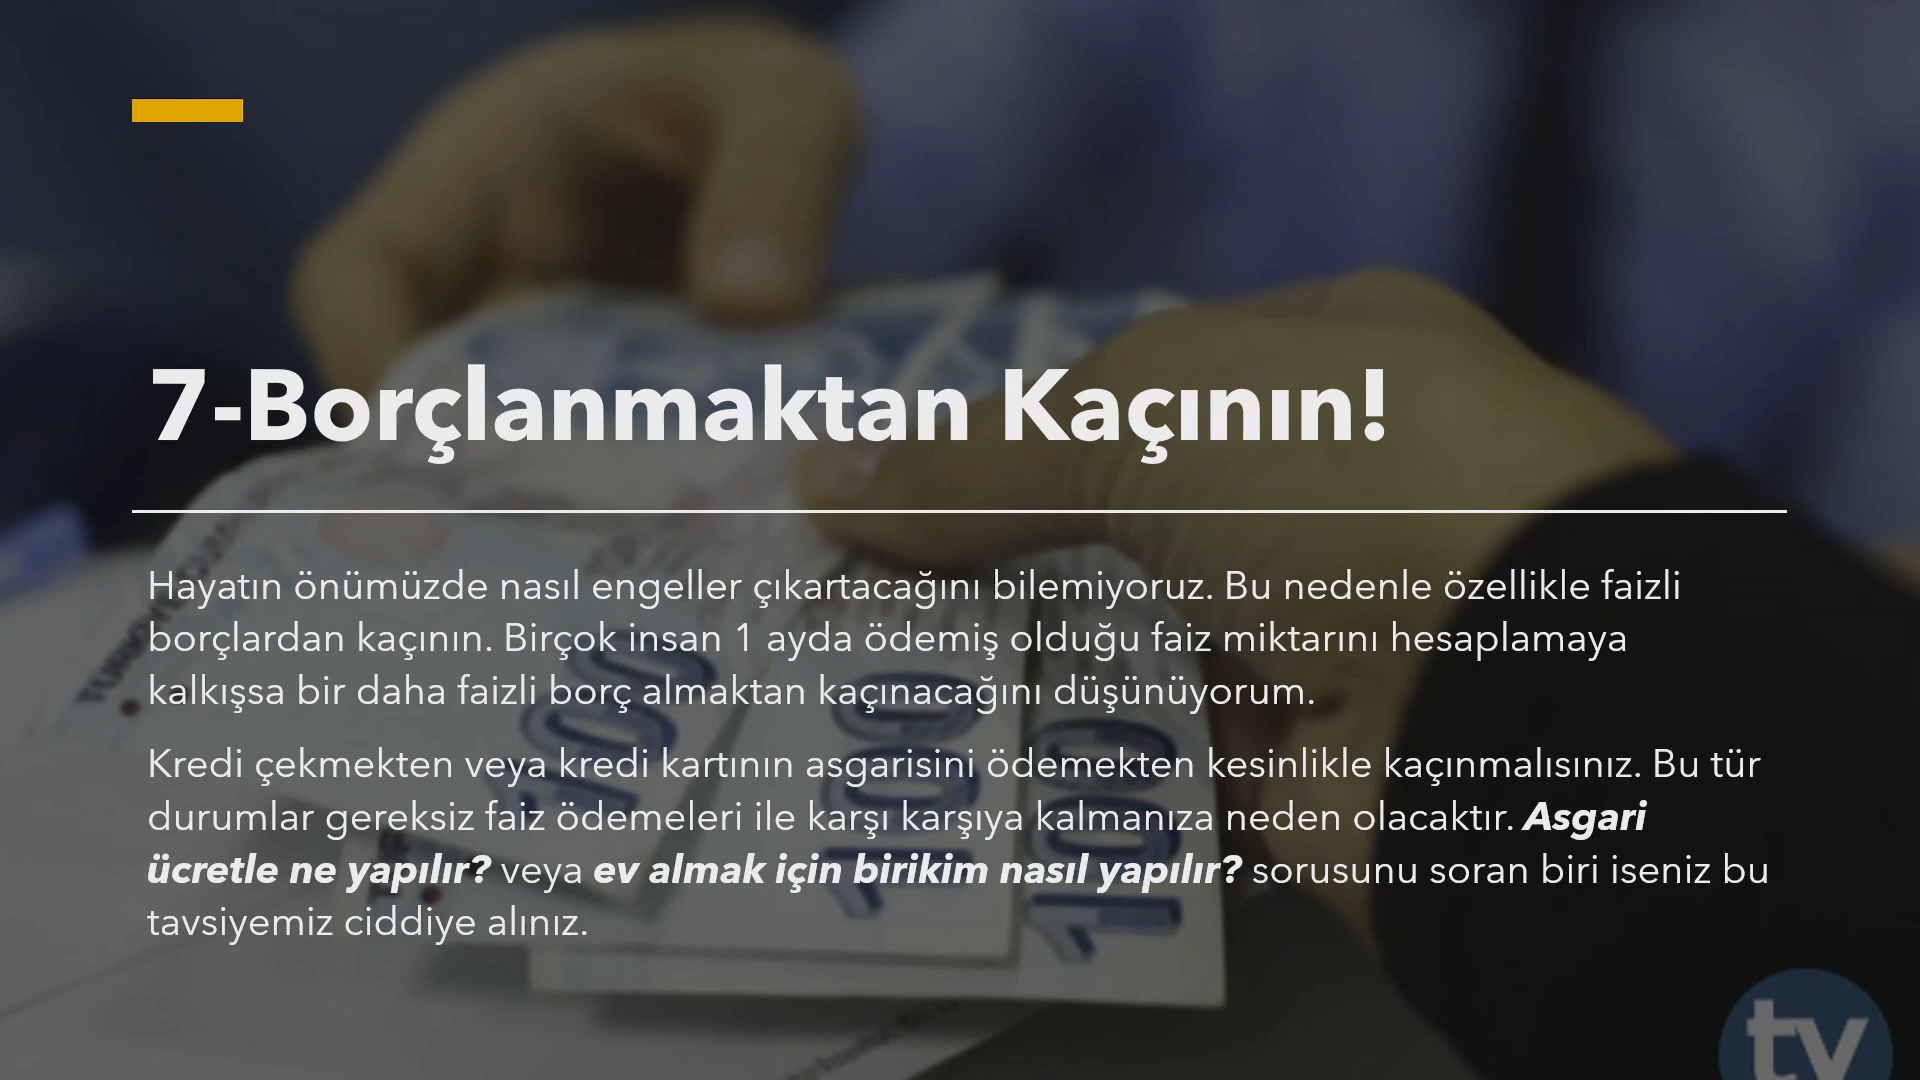 7-Borçlanmaktan Kaçının!
Hayatın önümüzde nasıl engeller çıkartacağını bilemiyoruz. Bu nedenle özellikle faizli
borçlardan kaçının. Birçok insan 1 ayda ödemiş olduğu faiz miktarını hesaplamaya
kalkışsa bir daha faizli borç almaktan kaçınacağını düşünüyorum.
Kredi çekmekten veya kredi kartının asgarisini ödemekten kesinlikle kaçınmalısınız. Bu tür
durumlar gereksiz faiz ödemeleri ile karşı karşıya kalmanıza neden olacaktır. Asgari
ücretle ne yapılır? veya ev almak için birikim nasıl yapılır? sorusunu soran biri iseniz bu
tavsiyemiz ciddiye alınız.
100
100
100
tv